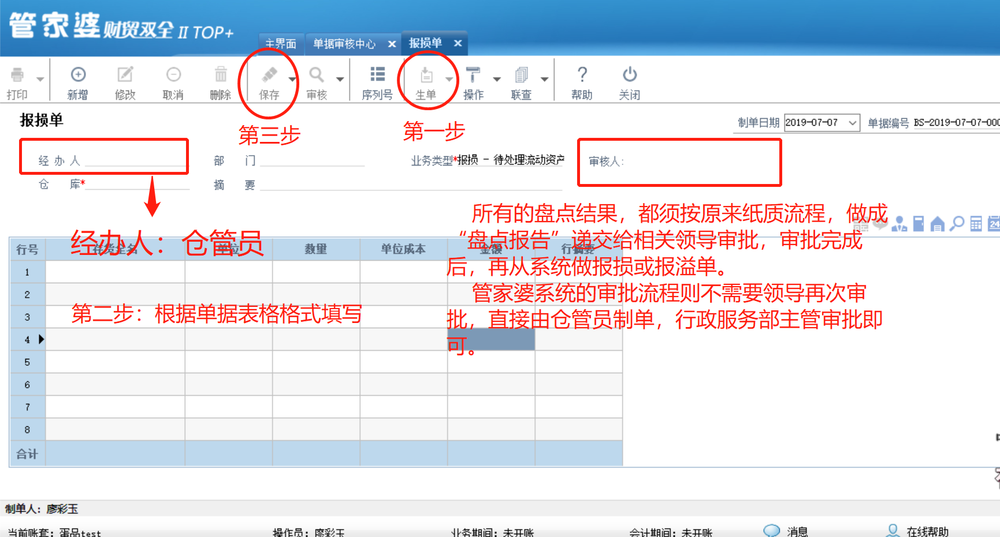 管家婆 财贸双全 II TOP+
主界面 单据审核中心 x 报损单 x
打印 新增 修改 取消 删除 保存 审核 序列号 生单 操作 联查 帮助 关闭
报损单
第三步
第一步
制单日期 2019-07-07 单据编号 BS-2019-07-07-000
经办人 部门 业务类型*报损 - 待处理流动资产
审核人:
仓库* 摘要
所有的盘点结果，都须按原来纸质流程，做成
“盘点报告”递交给相关领导审批，审批完成
后，再从系统做报损或报溢单。
管家婆系统的审批流程则不需要领导再次审
批，直接由仓管员制单，行政服务部主管审批即
可。
经办人：仓管员
行号 存货全名 单位 数量 单位成本 金额 行摘要
1
2
第二步：根据单据表格格式填写
3
4
5
6
7
8
合计
制单人：廖彩玉
当前账套：蛋品test 操作员：廖彩玉 业务期间：未开账 会计期间：未开账 消息 在线帮助